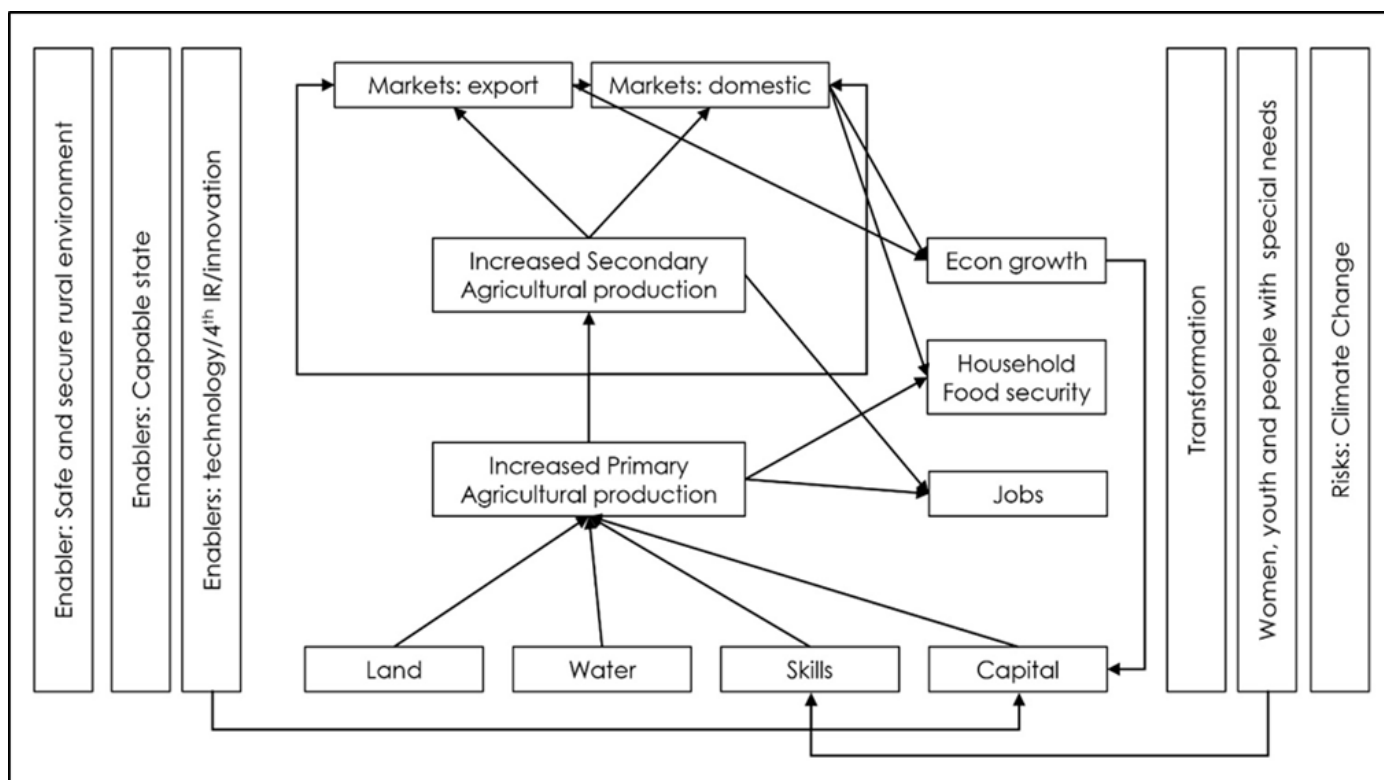 Enabler: Safe and secure rural environment
Enablers: Capable state
Enablers: technology/4th IR/innovation
Markets: export
Markets: domestic
Increased Secondary
Agricultural production
Econ growth
Household
Food security
Increased Primary
Agricultural production
Jobs
Land
Water
Skills
Capital
Transformation
Women, youth and people with special needs
Risks: Climate Change